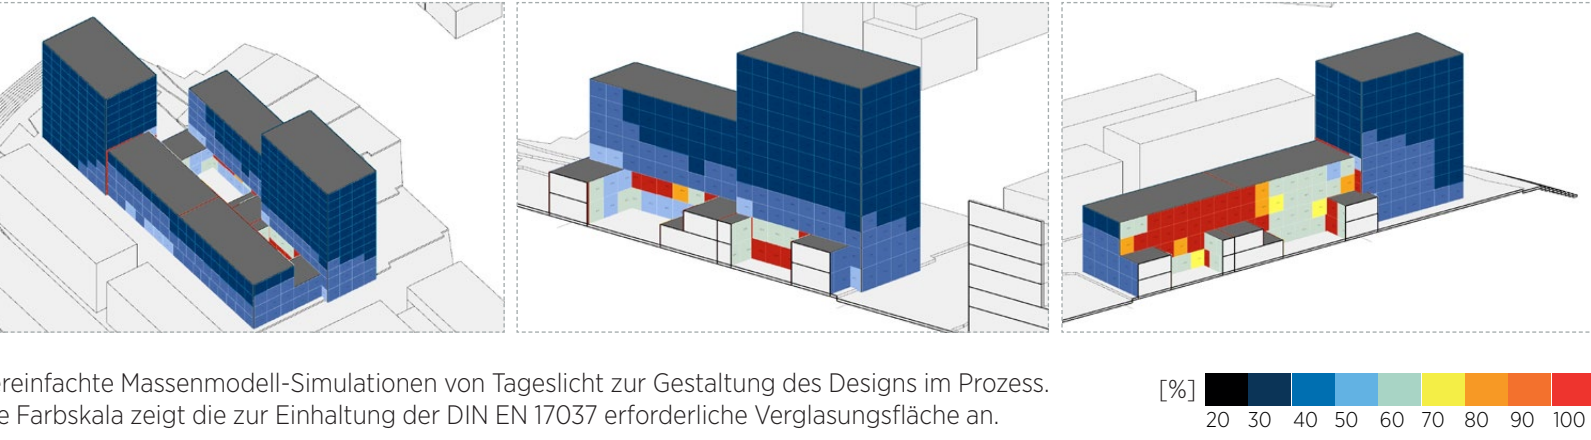 ereinfachte Massenmodell-Simulationen von Tageslicht zur Gestaltung des Designs im Prozess.
e Farbskala zeigt die zur Einhaltung der DIN EN 17037 erforderliche Verglasungsfläche an.
[%]
20 30 40 50 60 70 80 90 100